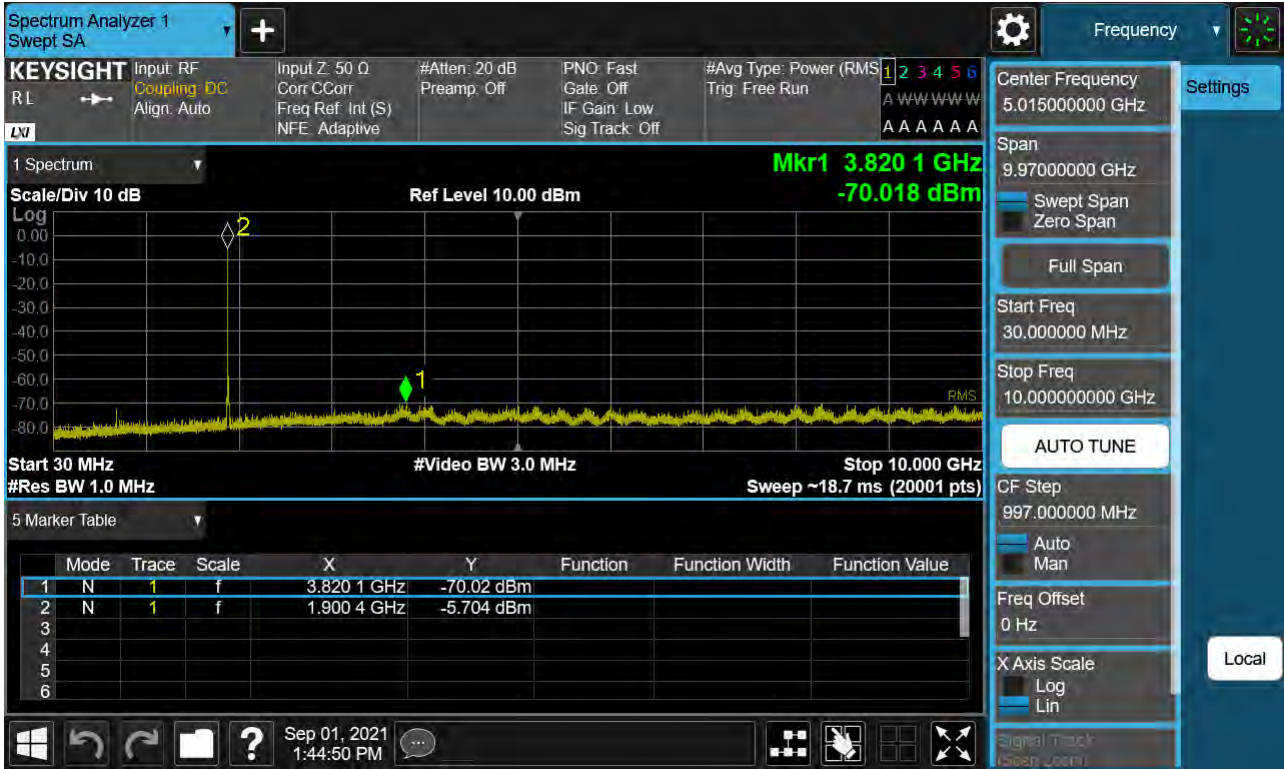 Spectrum Analyzer 1
Swept SA
+
Frequency
KEYSIGHT
RL
LXI
Input: RF
Coupling: DC
Align: Auto
Input Z: 50 Ω
Corr CCorr
Freq Ref: Int (S)
NFE: Adaptive
#Atten: 20 dB
Preamp: Off
PNO: Fast
Gate: Off
IF Gain: Low
Sig Track: Off
#Avg Type: Power (RMS
Trig: Free Run
1 2 3 4 5 6
A W W W W W
A A A A A A
1 Spectrum
Scale/Div 10 dB
Ref Level 10.00 dBm
Mkr1 3.820 1 GHz
-70.018 dBm
Log
0.00
-10.0
-20.0
-30.0
-40.0
-50.0
-60.0
-70.0
-80.0
2
1
RMS
Start 30 MHz
#Video BW 3.0 MHz
Stop 10.000 GHz
#Res BW 1.0 MHz
Sweep ~18.7 ms (20001 pts)
5 Marker Table
Mode Trace Scale X Y Function Function Width Function Value
1 N 1 f 3.820 1 GHz -70.02 dBm
2 N 1 f 1.900 4 GHz -5.704 dBm
3
4
5
6
Sep 01, 2021
1:44:50 PM
Center Frequency
5.015000000 GHz
Span
9.97000000 GHz
Swept Span
Zero Span
Full Span
Start Freq
30.000000 MHz
Stop Freq
10.000000000 GHz
AUTO TUNE
CF Step
997.000000 MHz
Auto
Man
Freq Offset
0 Hz
X Axis Scale
Log
Lin
Signal Track
(Span Zoom)
Settings
Local